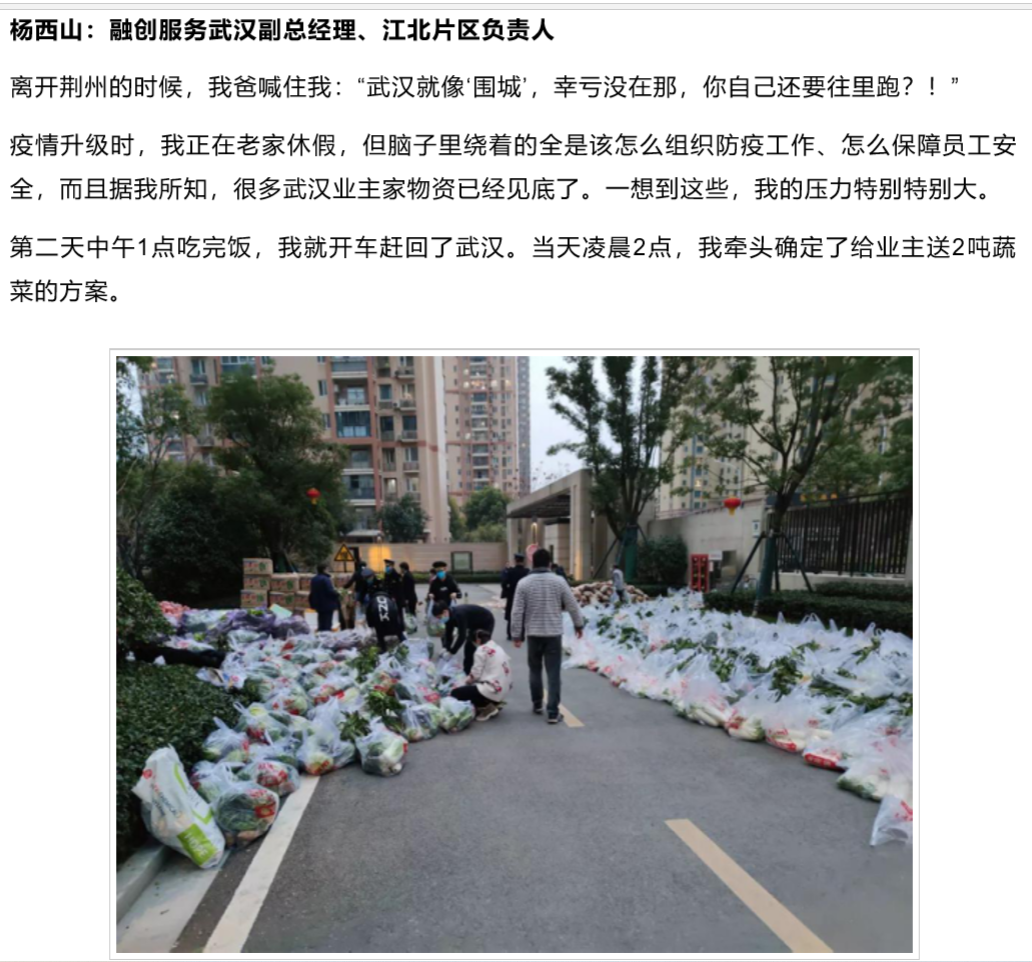 杨西山：融创服务武汉副总经理、江北片区负责人
离开荆州的时候，我爸喊住我：“武汉就像‘围城’，幸亏没在那，你自己还要往里跑？！”
疫情升级时，我正在老家休假，但脑子里绕着的全是该怎么组织防疫工作、怎么保障员工安
全，而且据我所知，很多武汉业主家物资已经见底了。一想到这些，我的压力特别特别大。
第二天中午1点吃完饭，我就开车赶回了武汉。当天凌晨2点，我牵头确定了给业主送2吨蔬
菜的方案。